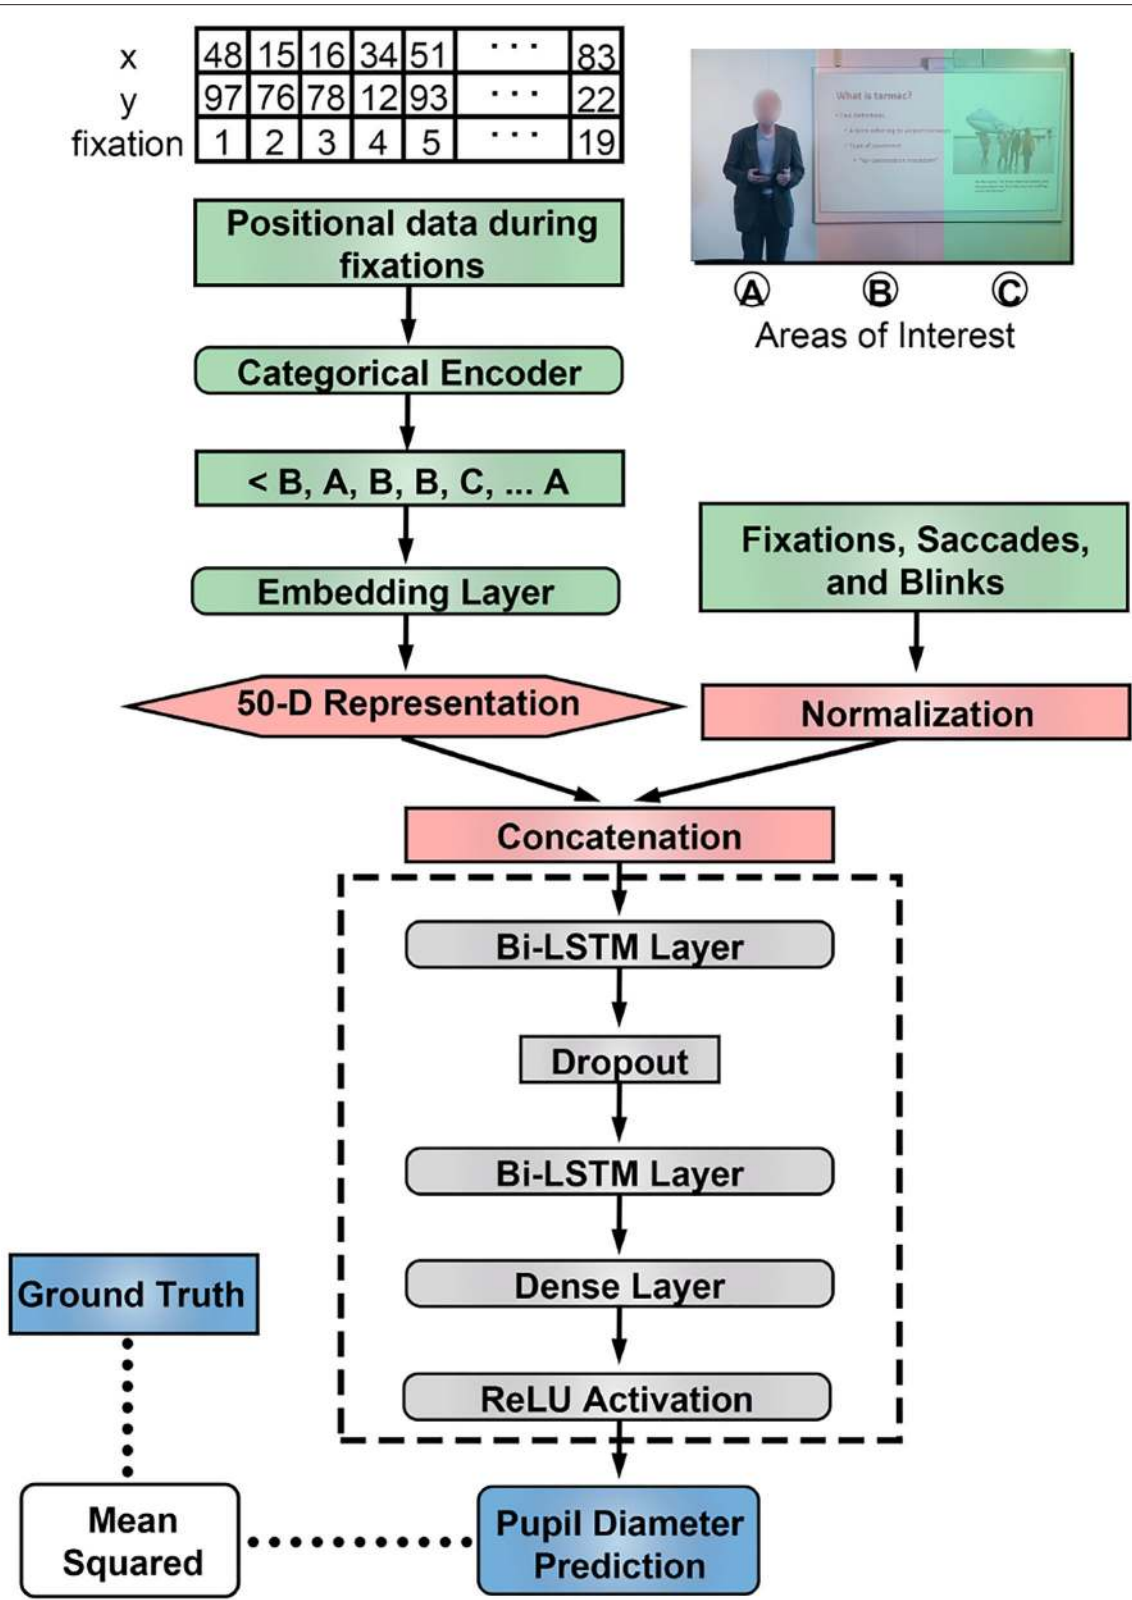 x 48 15 16 34 51 ... 83
y 97 76 78 12 93 ... 22
fixation 1 2 3 4 5 ... 19
What is tarmac?
A B C
Areas of Interest
Positional data during
fixations
Categorical Encoder
< B, A, B, B, C, ... A
Embedding Layer
50-D Representation
Fixations, Saccades,
and Blinks
Normalization
Concatenation
Bi-LSTM Layer
Dropout
Bi-LSTM Layer
Dense Layer
ReLU Activation
Ground Truth
Mean
Squared
Pupil Diameter
Prediction